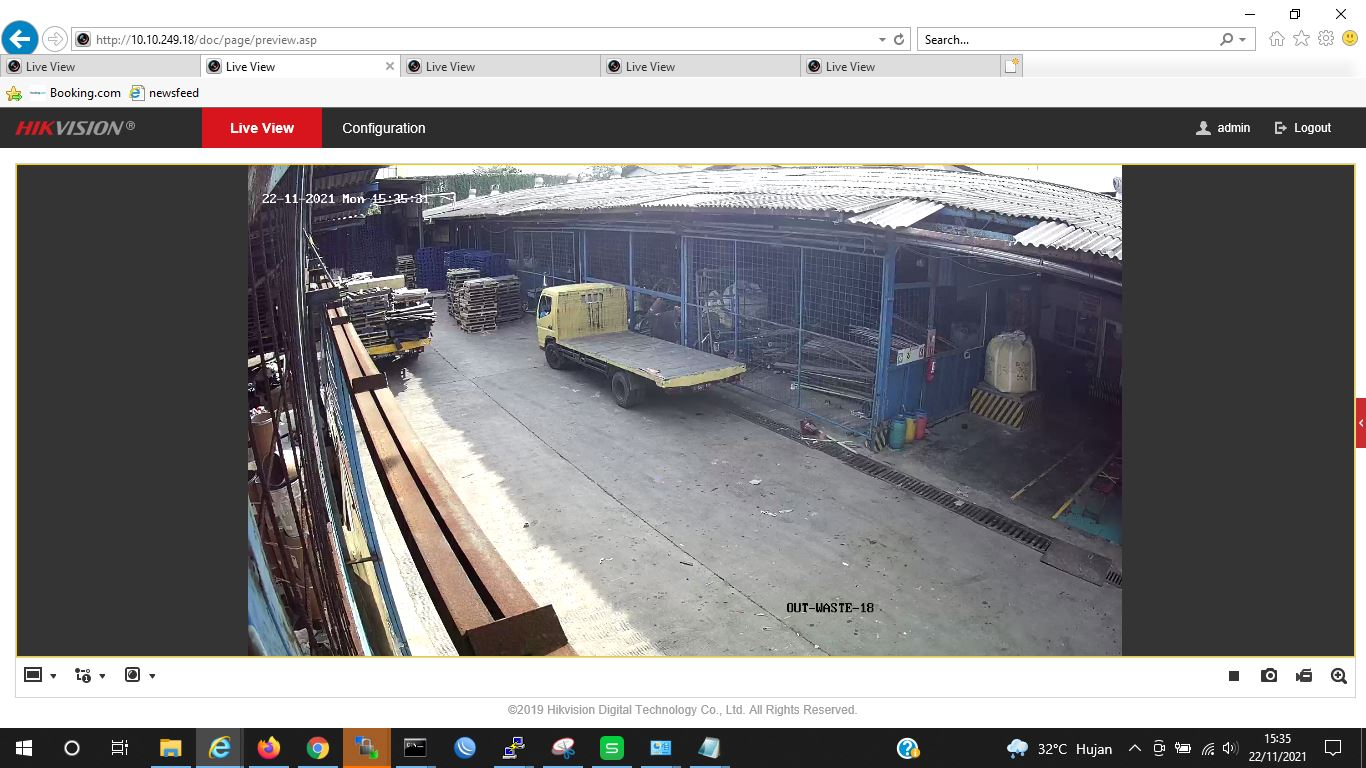 http://10.10.249.18/doc/page/preview.asp
Search...
Live View
Live View
Live View
Live View
Live View
Booking.com
newsfeed
HIKVISION®
Live View
Configuration
admin
Logout
22-11-2021 Mon 15:35:31
OUT-WASTE-18
©2019 Hikvision Digital Technology Co., Ltd. All Rights Reserved.
32°C Hujan
15:35
22/11/2021